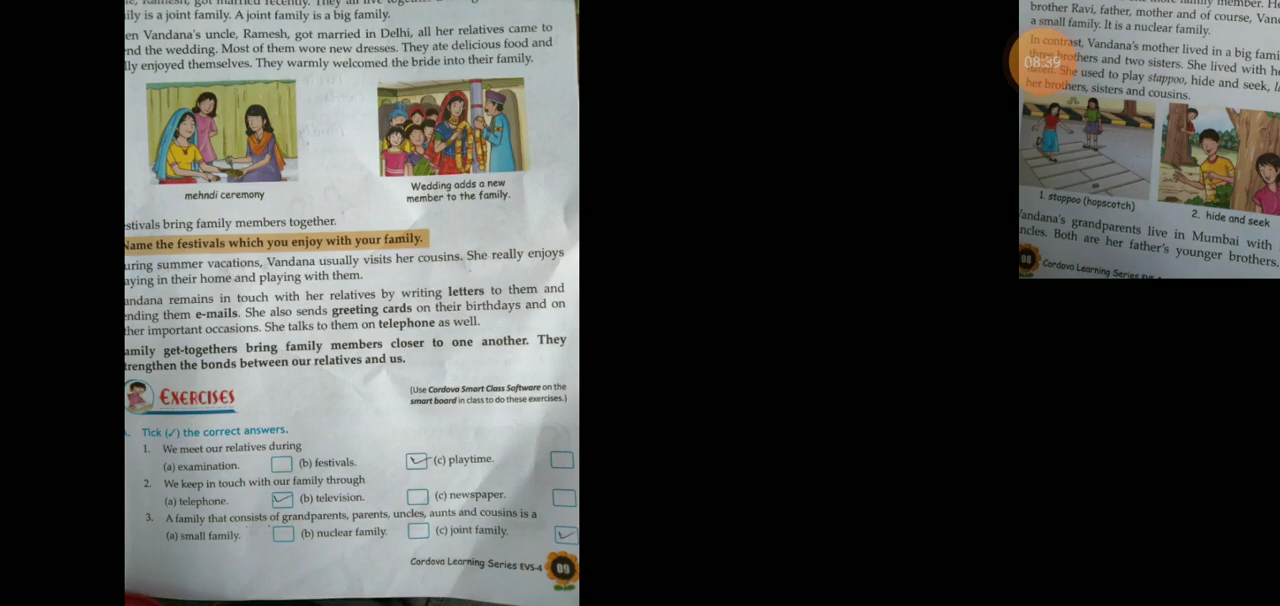 got married recently. They all live
ily is a joint family. A joint family is a big family.
en Vandana's uncle, Ramesh, got married in Delhi, all her relatives came to
nd the wedding. Most of them wore new dresses. They ate delicious food and
lly enjoyed themselves. They warmly welcomed the bride into their family.
mehndi ceremony
Wedding adds a new
member to the family.
stivals bring family members together.
Name the festivals which you enjoy with your family.
uring summer vacations, Vandana usually visits her cousins. She really enjoys
aying in their home and playing with them.
andana remains in touch with her relatives by writing letters to them and
nding them e-mails. She also sends greeting cards on their birthdays and on
ther important occasions. She talks to them on telephone as well.
amily get-togethers bring family members closer to one another. They
trengthen the bonds between our relatives and us.
EXERCISES
(Use Cordova Smart Class Software on the
smart board in class to do these exercises.)
Tick (✓) the correct answers.
1. We meet our relatives during
(a) examination. (b) festivals. (c) playtime.
2. We keep in touch with our family through
(a) telephone. (b) television. (c) newspaper.
3. A family that consists of grandparents, parents, uncles, aunts and cousins is a
(a) small family. (b) nuclear family. (c) joint family.
Cordova Learning Series EVS-4 09
family member.
brother Ravi, father, mother and of course,
a small family. It is a nuclear family.
In contrast, Vandana's mother lived in a big
three brothers and two sisters. She lived with
08:39
She used to play stappoo, hide and seek,
her brothers, sisters and cousins.
1. stappoo (hopscotch)
2. hide and seek
andana's grandparents live in Mumbai with
ncles. Both are her father's younger brothers.
08 Cordova Learning Series